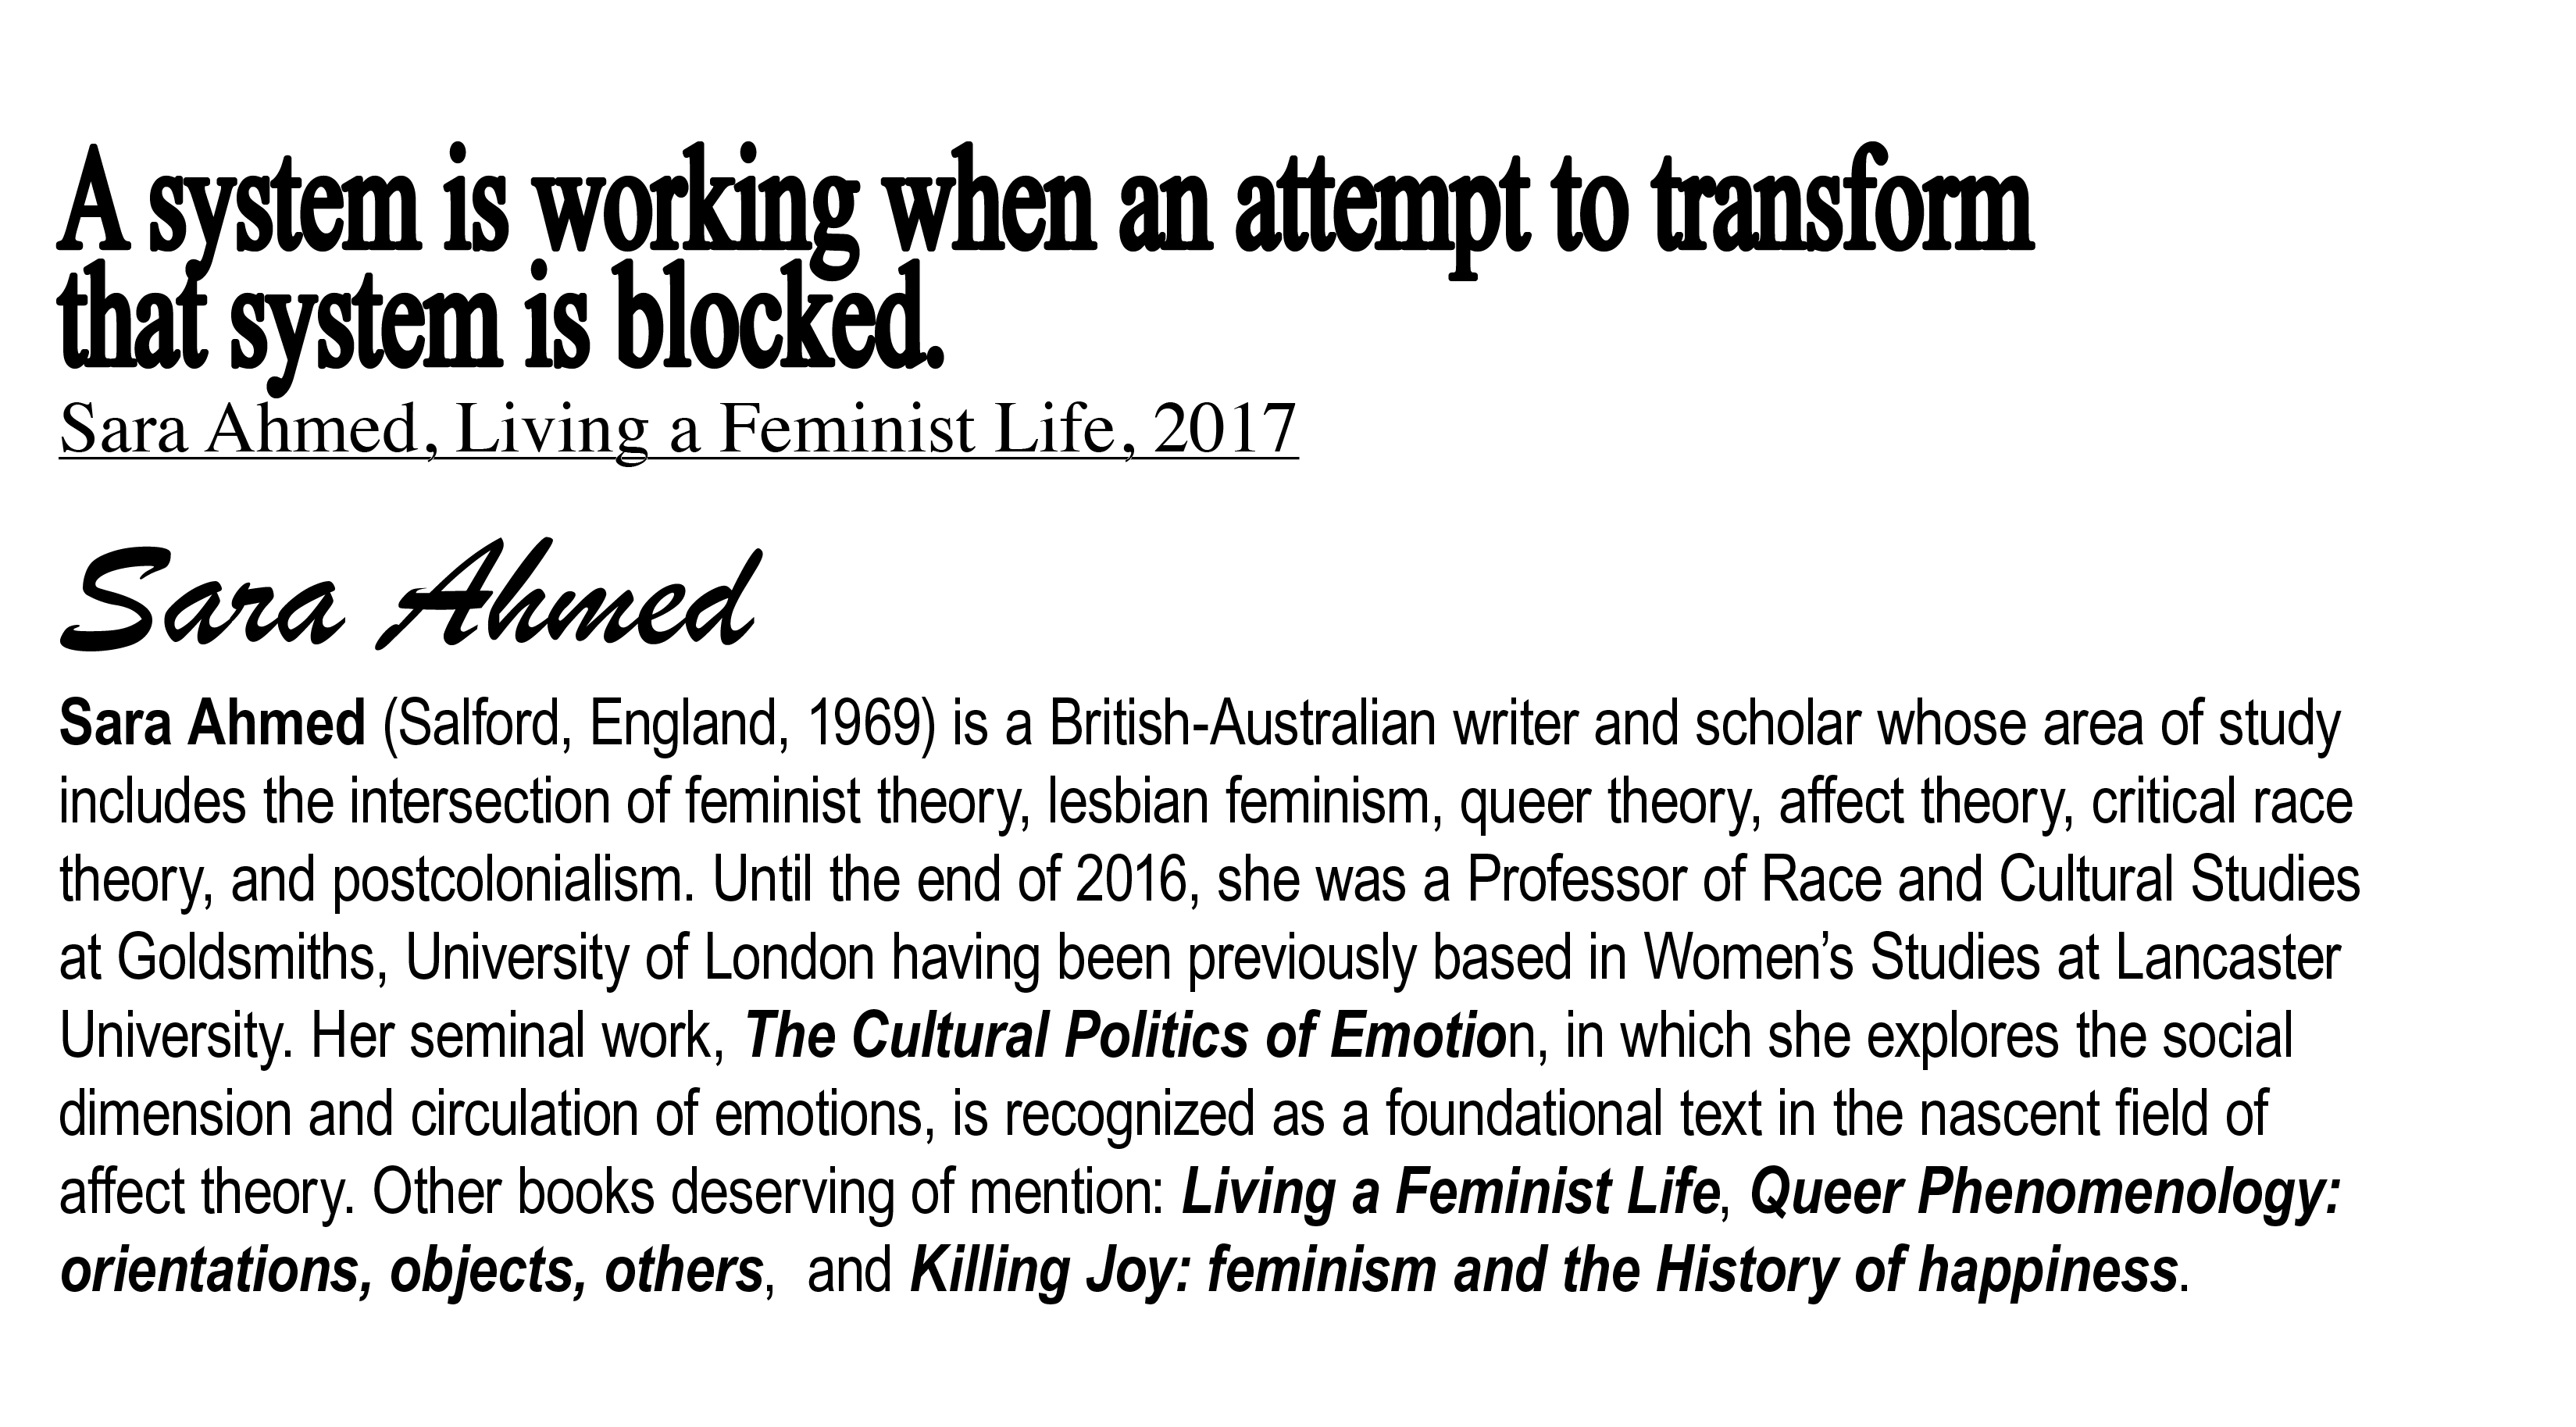 A system is working when an attempt to transform
that system is blocked.
Sara Ahmed, Living a Feminist Life, 2017
Sara Ahmed
Sara Ahmed (Salford, England, 1969) is a British-Australian writer and scholar whose area of study
includes the intersection of feminist theory, lesbian feminism, queer theory, affect theory, critical race
theory, and postcolonialism. Until the end of 2016, she was a Professor of Race and Cultural Studies
at Goldsmiths, University of London having been previously based in Women’s Studies at Lancaster
University. Her seminal work, The Cultural Politics of Emotion, in which she explores the social
dimension and circulation of emotions, is recognized as a foundational text in the nascent field of
affect theory. Other books deserving of mention: Living a Feminist Life, Queer Phenomenology:
orientations, objects, others,  and Killing Joy: feminism and the History of happiness.